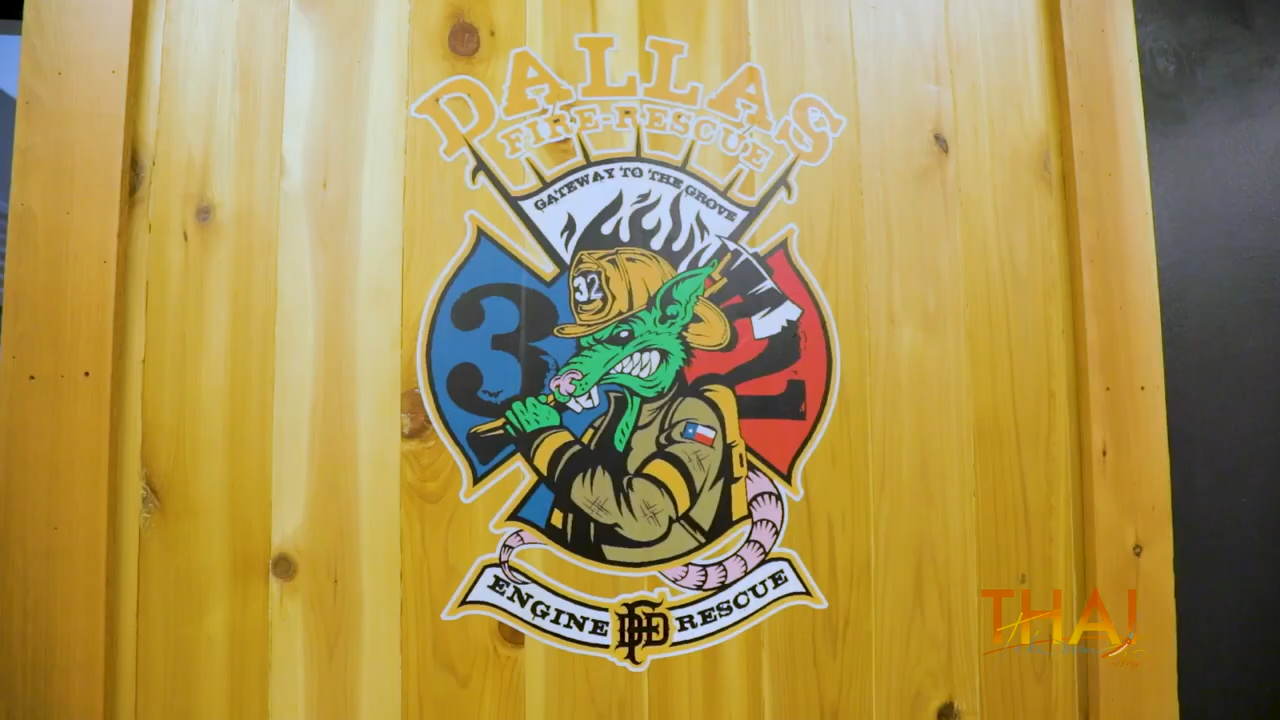 DALLAS
FIRE-RESCUE
GATEWAY TO THE GROVE
32
32
ENGINE RESCUE
DFD
THAI